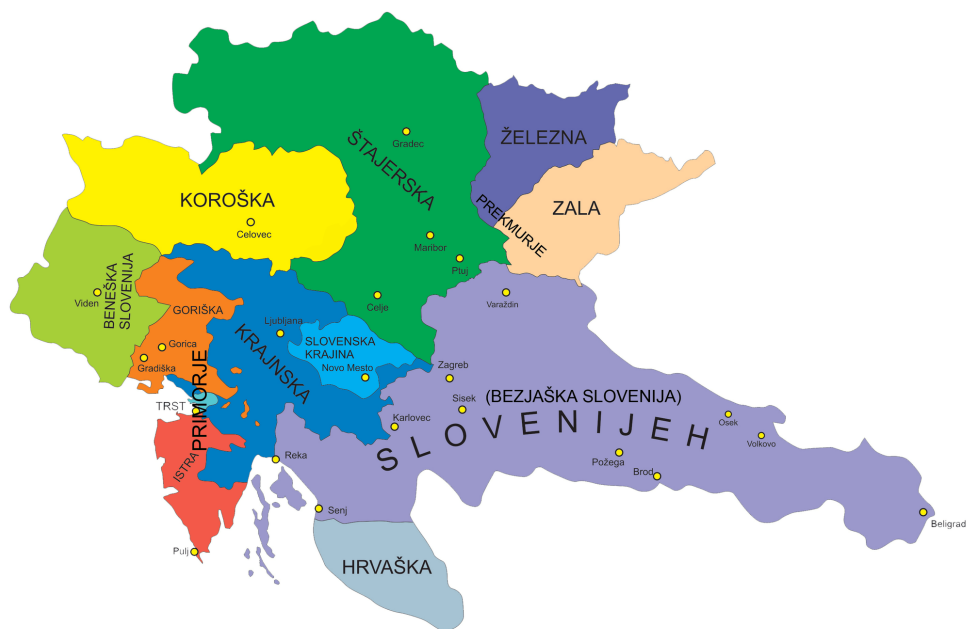 ŽELEZNA
Gradec
ŠTAJERSKA
KOROŠKA
ZALA
PREKMURJE
Celovec
Maribor
Ptuj
BENEŠKA
SLOVENIJA
Viden
GORIŠKA
Celje
Varaždin
Ljubljana
KRAJNSKA
SLOVENSKA
KRAJINA
Novo Mesto
Gorica
Gradiška
PRIMORJE
Zagreb
(BEZJAŠKA SLOVENIJA)
TRST
Sisek
Karlovec
SLOVENIJEH
Osek
Volkovo
ISTRA
Reka
Požega
Brod
Senj
Beligrad
Pulj
HRVAŠKA